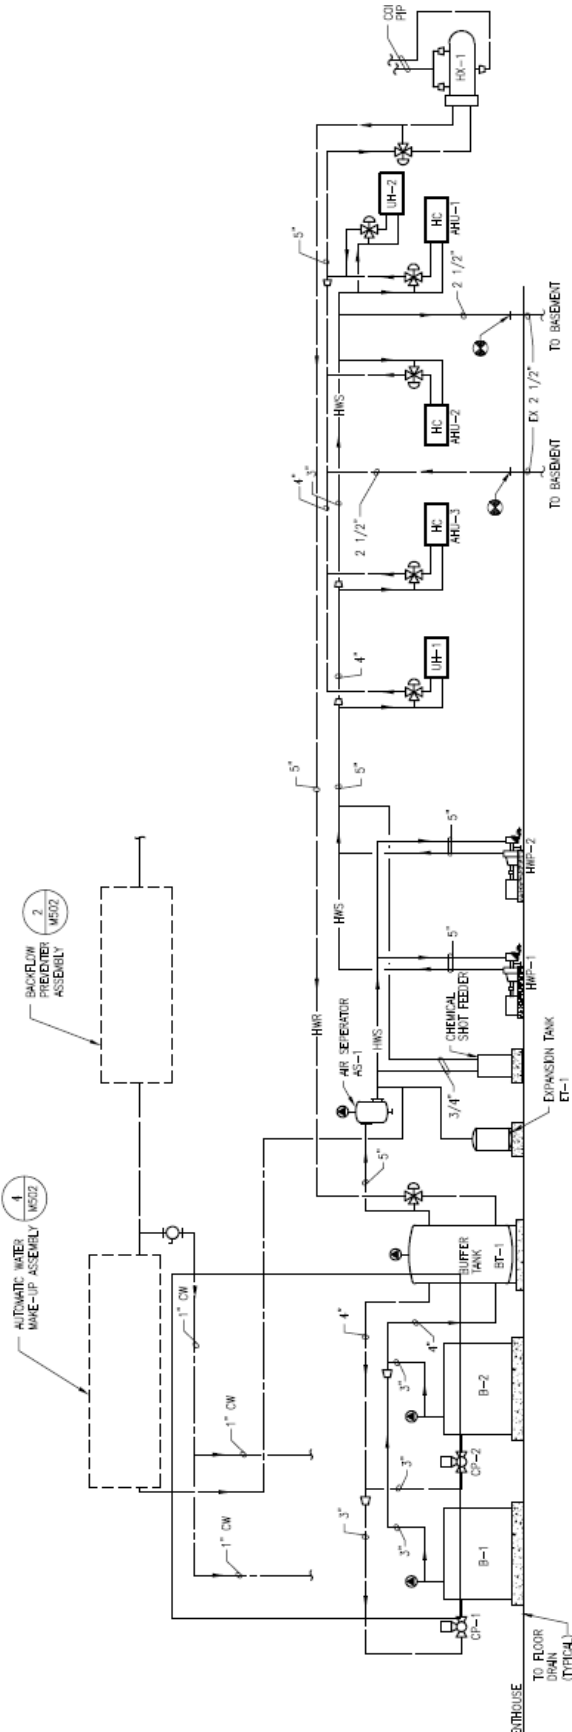 AUTOMATIC WATER
MAKE-UP ASSEMBLY
4
M502
BACKFLOW
PREVENTER
ASSEMBLY
2
M502
1" CW
1" CW
1" CW
HWR
5"
5"
4"
3"
5"
AIR SEPERATOR
AS-1
HWS
HWS
5"
4"
HWS
2 1/2"
UH-2
COI
PIP
HX-1
3"
4"
4"
5"
3"
3"
3"
BUFFER
TANK
BT-1
3/4"
CHEMICAL
SHOT FEEDER
5"
5"
UH-1
HC
AHU-3
HC
AHU-2
HC
AHU-1
2 1/2"
B-1
B-2
CP-1
CP-2
HWP-1
HWP-2
EX 2 1/2"
EXPANSION TANK
ET-1
TO BASEMENT
TO BASEMENT
NTHOUSE
TO FLOOR
DRAIN
(TYPICAL)